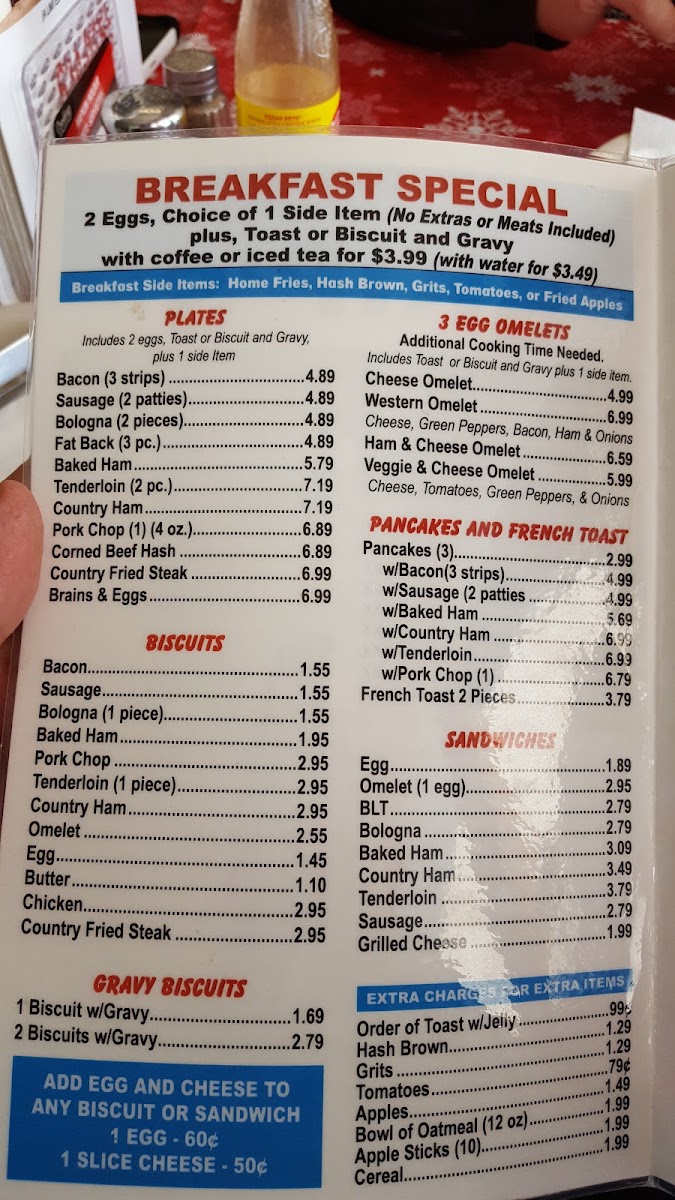 TEXAS PETE
BREAKFAST SPECIAL
2 Eggs, Choice of 1 Side Item (No Extras or Meats Included)
plus, Toast or Biscuit and Gravy
with coffee or iced tea for $3.99 (with water for $3.49)
Breakfast Side Items: Home Fries, Hash Brown, Grits, Tomatoes, or Fried Apples
PLATES
Includes 2 eggs, Toast or Biscuit and Gravy,
plus 1 side Item
Bacon (3 strips) ..... 4.89
Sausage (2 patties)..... 4.89
Bologna (2 pieces)..... 4.89
Fat Back (3 pc.)..... 4.89
Baked Ham..... 5.79
Tenderloin (2 pc.)..... 7.19
Country Ham..... 7.19
Pork Chop (1) (4 oz.)..... 6.89
Corned Beef Hash ..... 6.89
Country Fried Steak ..... 6.99
Brains & Eggs..... 6.99
BISCUITS
Bacon..... 1.55
Sausage..... 1.55
Bologna (1 piece)..... 1.55
Baked Ham..... 1.95
Pork Chop ..... 2.95
Tenderloin (1 piece)..... 2.95
Country Ham..... 2.95
Omelet ..... 2.55
Egg..... 1.45
Butter..... 1.10
Chicken..... 2.95
Country Fried Steak ..... 2.95
GRAVY BISCUITS
1 Biscuit w/Gravy..... 1.69
2 Biscuits w/Gravy..... 2.79
ADD EGG AND CHEESE TO
ANY BISCUIT OR SANDWICH
1 EGG - 60¢
1 SLICE CHEESE - 50¢
3 EGG OMELETS
Additional Cooking Time Needed.
Includes Toast or Biscuit and Gravy plus 1 side item.
Cheese Omelet..... 4.99
Western Omelet ..... 6.99
Cheese, Green Peppers, Bacon, Ham & Onions
Ham & Cheese Omelet ..... 6.59
Veggie & Cheese Omelet ..... 5.99
Cheese, Tomatoes, Green Peppers, & Onions
PANCAKES AND FRENCH TOAST
Pancakes (3)..... 2.99
w/Bacon(3 strips)..... 4.99
w/Sausage (2 patties ..... 4.99
w/Baked Ham ..... 5.69
w/Country Ham ..... 6.99
w/Tenderloin..... 6.99
w/Pork Chop (1) ..... 6.79
French Toast 2 Pieces..... 3.79
SANDWICHES
Egg..... 1.89
Omelet (1 egg)..... 2.95
BLT..... 2.79
Bologna ..... 2.79
Baked Ham..... 3.09
Country Ham..... 3.49
Tenderloin ..... 3.79
Sausage..... 2.79
Grilled Cheese ..... 1.99
EXTRA CHARGES FOR EXTRA ITEMS
Order of Toast w/Jelly ..... 99¢
Hash Brown..... 1.29
Grits ..... 1.29
Tomatoes..... 79¢
Apples..... 1.49
Bowl of Oatmeal (12 oz)..... 1.99
Apple Sticks (10)..... 1.99
Cereal..... 1.99